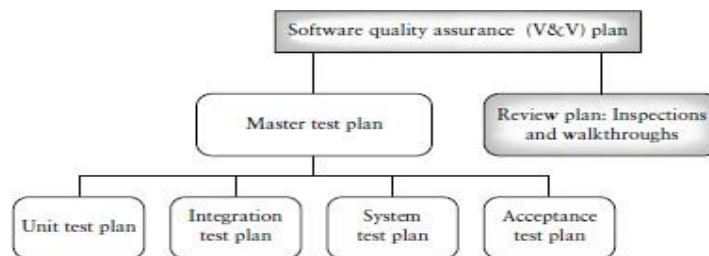 Software quality assurance (V&V) plan
Master test plan
Review plan: Inspections
and walkthroughs
Unit test plan
Integration
test plan
System
test plan
Acceptance
test plan